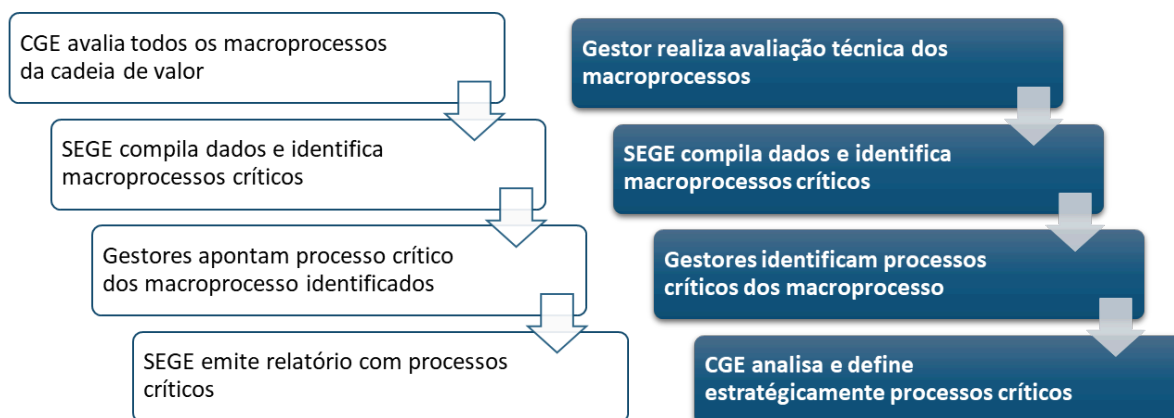 CGE avalia todos os macroprocessos
da cadeia de valor
SEGE compila dados e identifica
macroprocessos críticos
Gestores apontam processo crítico
dos macroprocesso identificados
SEGE emite relatório com processos
críticos
Gestor realiza avaliação técnica dos
macroprocessos
SEGE compila dados e identifica
macroprocessos críticos
Gestores identificam processos
críticos dos macroprocesso
CGE analisa e define
estratégicamente processos críticos